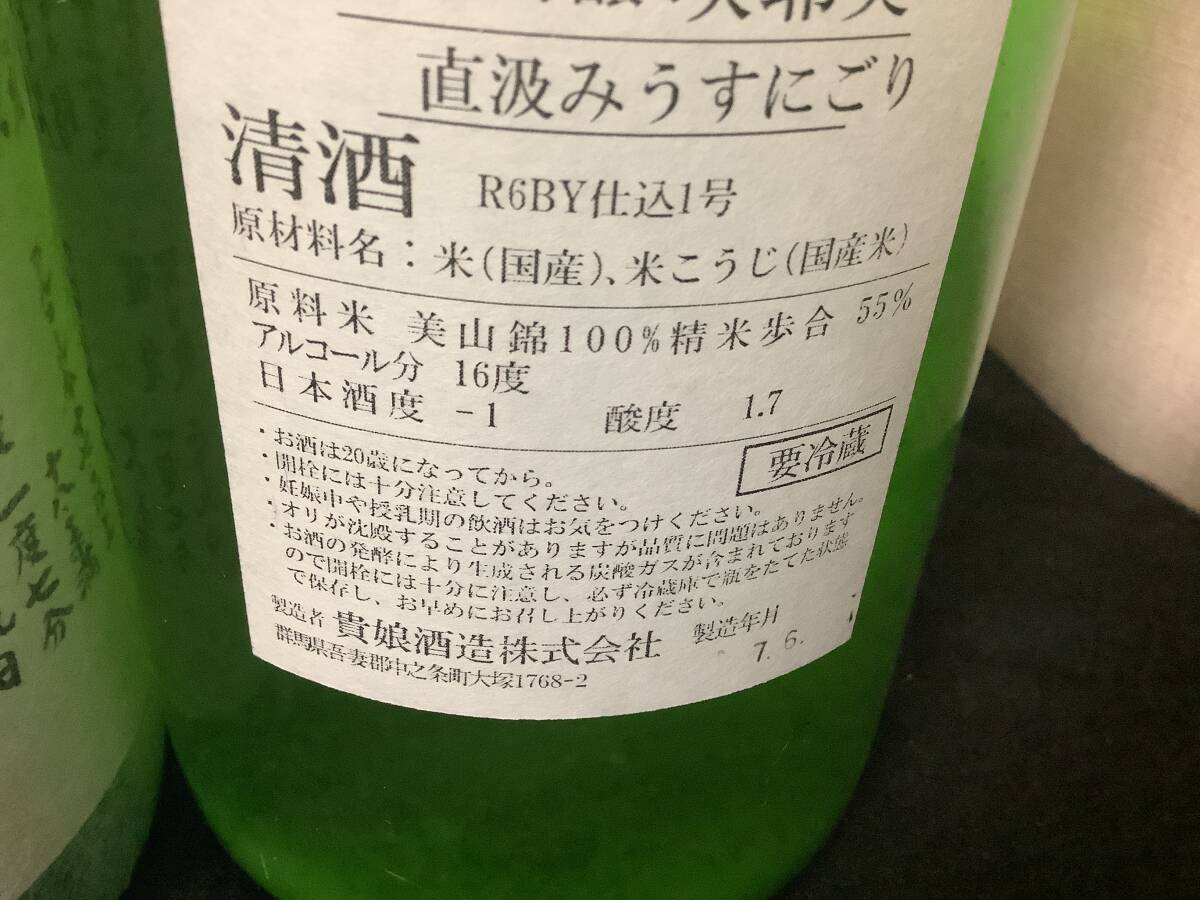 直汲みうすにごり
清酒 R6BY仕込1号
原材料名：米(国産)、米こうじ(国産米)
原料米 美山錦100%精米歩合 55%
アルコール分 16度
日本酒度 -1 酸度 1.7
・お酒は20歳になってから。
要冷蔵
・開栓には十分注意してください。
・妊娠中や授乳期の飲酒はお気をつけください。
・オリが沈殿することがありますが品質に問題はありません。
・お酒の発酵により生成される炭酸ガスが含まれております
ので開栓には十分に注意し、必ず冷蔵庫で瓶をたてた状態
で保存し、お早めにお召し上がりください。
製造者 貴娘酒造株式会社 製造年月
群馬県吾妻郡中之条町大塚1768-2
7. 6.
一度七分